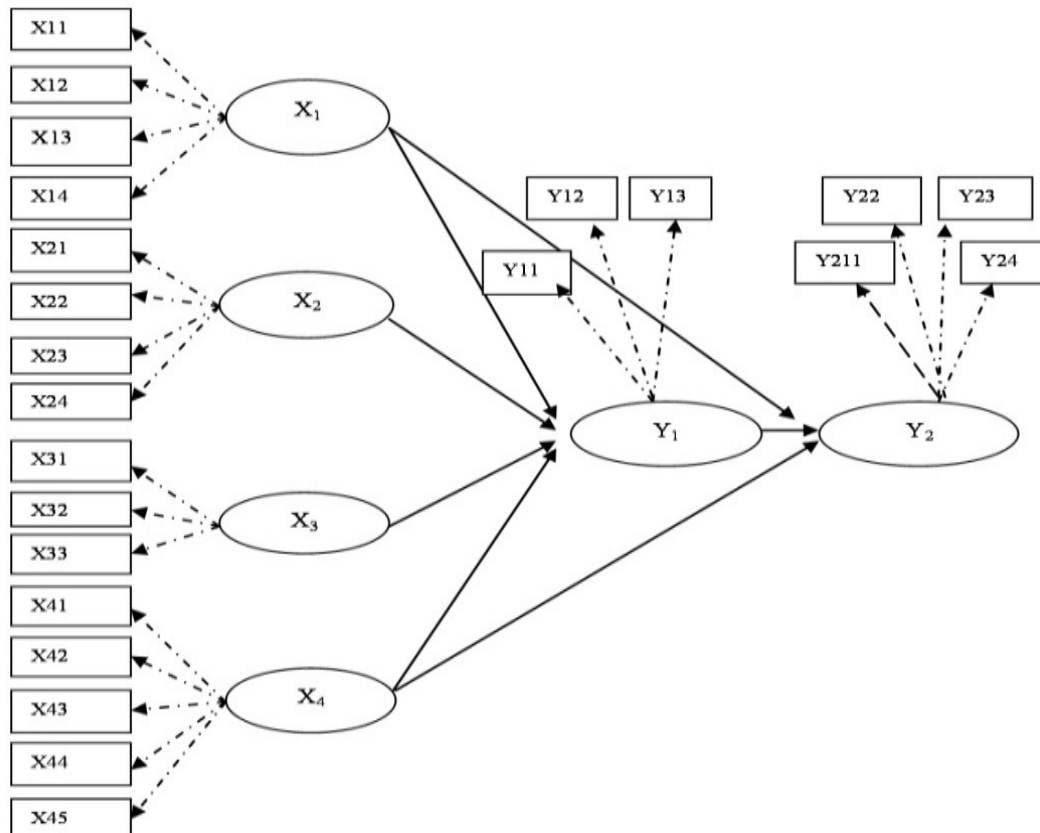 X11
X12
X13
X14
X21
X22
X23
X24
X31
X32
X33
X41
X42
X43
X44
X45
X₁
X₂
X₃
X₄
Y12
Y13
Y11
Y₁
Y22
Y23
Y211
Y24
Y₂